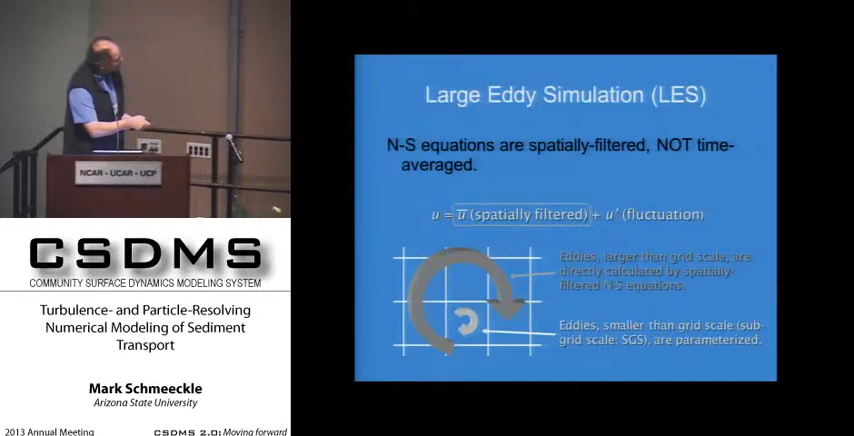 NCAR - UCAR - UCP
CSDMS
COMMUNITY SURFACE DYNAMICS MODELING SYSTEM
Turbulence- and Particle-Resolving
Numerical Modeling of Sediment
Transport
Mark Schmeeckle
Arizona State University
2013 Annual Meeting
CSDMS 2.0: Moving forward
Large Eddy Simulation (LES)
N-S equations are spatially-filtered, NOT time-
averaged.
u = u̅ (spatially filtered) + u′ (fluctuation)
Eddies, larger than grid scale, are
directly calculated by spatially-
filtered N-S equations.
Eddies, smaller than grid scale (sub-
grid scale: SGS), are parameterized.